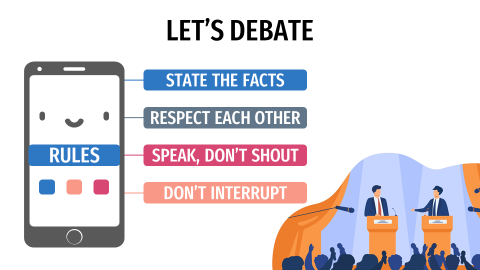 LET'S DEBATE
STATE THE FACTS
RESPECT EACH OTHER
RULES
SPEAK, DON'T SHOUT
DON'T INTERRUPT